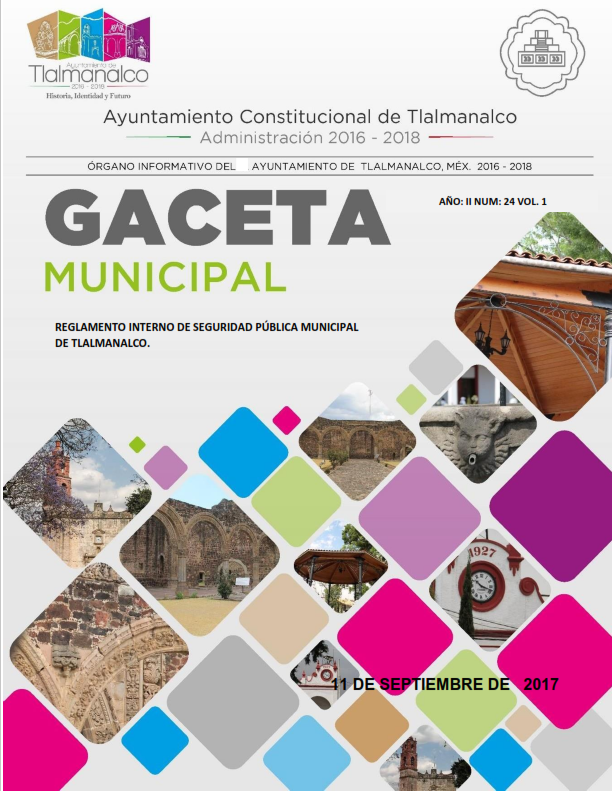 Ayuntamiento de
Tlalmanalco
2016 - 2018
Historia, Identidad y Futuro
Ayuntamiento Constitucional de Tlalmanalco
Administración 2016 - 2018
ÓRGANO INFORMATIVO DEL AYUNTAMIENTO DE TLALMANALCO, MÉX. 2016 - 2018
GACETA
AÑO: II NUM: 24 VOL. 1
MUNICIPAL
REGLAMENTO INTERNO DE SEGURIDAD PÚBLICA MUNICIPAL
DE TLALMANALCO.
1927
11 DE SEPTIEMBRE DE 2017